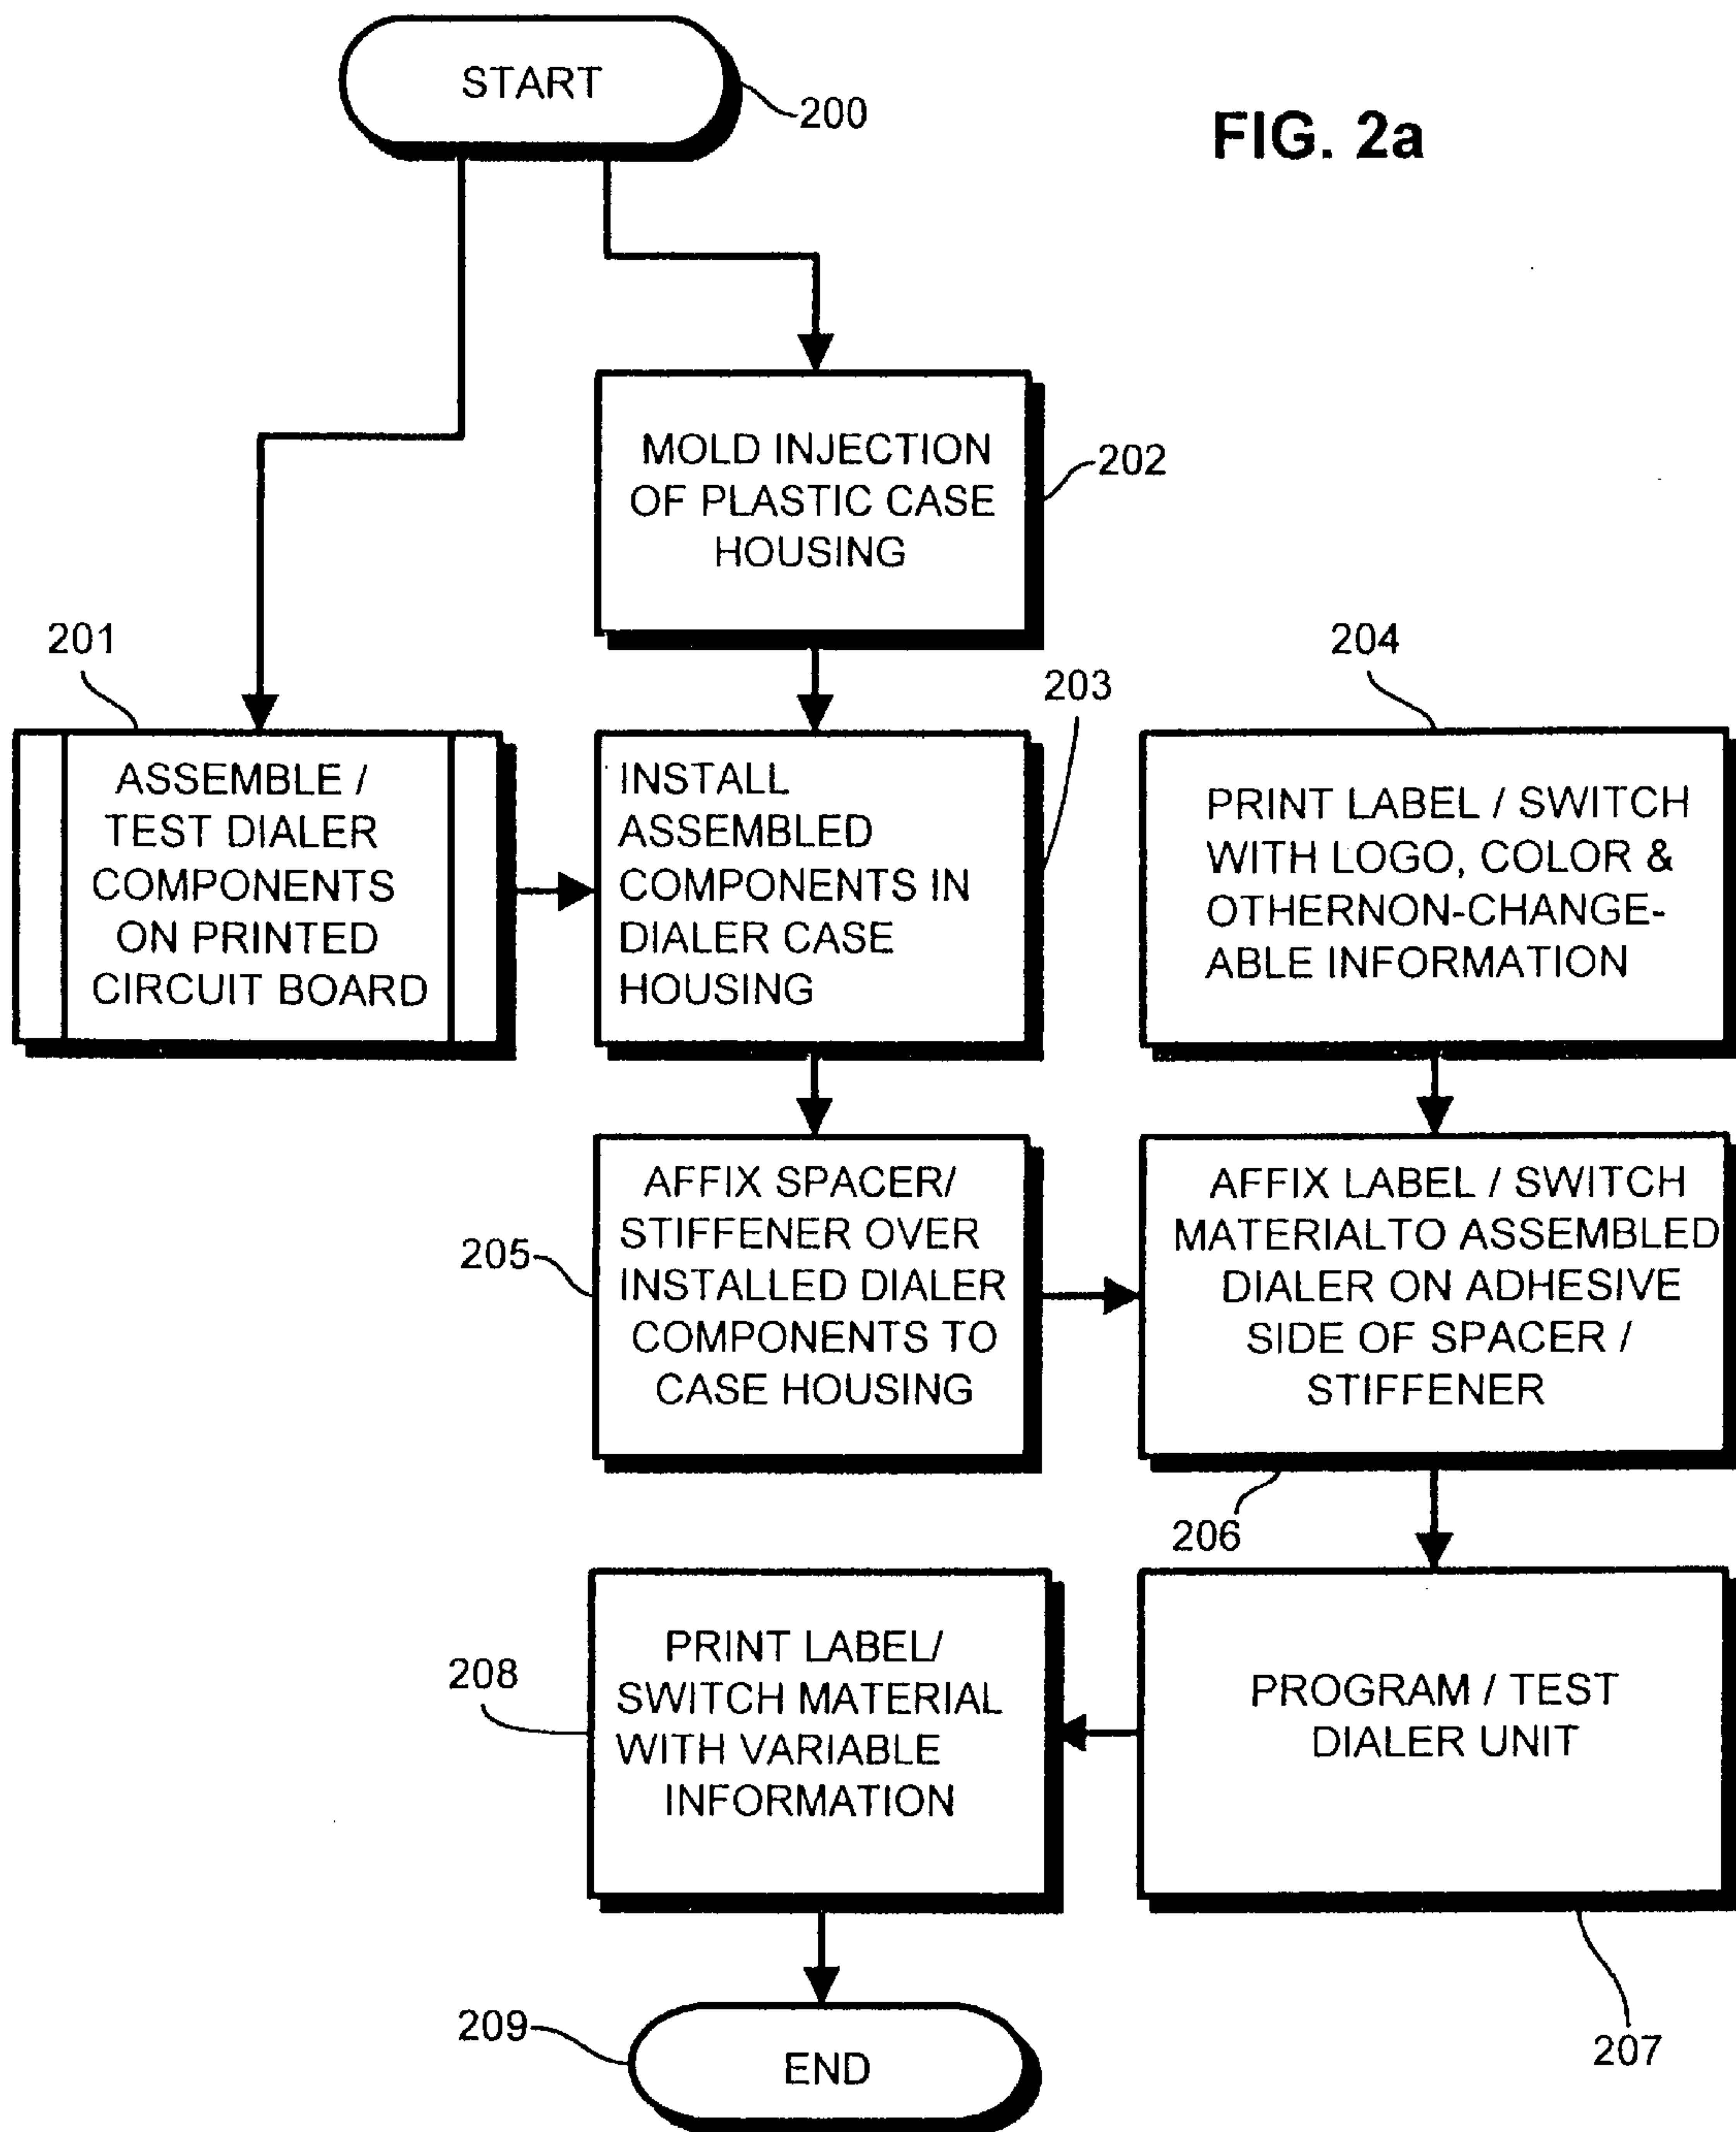 START
200
FIG. 2a
MOLD INJECTION
OF PLASTIC CASE
HOUSING
202
201
ASSEMBLE /
TEST DIALER
COMPONENTS
ON PRINTED
CIRCUIT BOARD
203
INSTALL
ASSEMBLED
COMPONENTS IN
DIALER CASE
HOUSING
204
PRINT LABEL / SWITCH
WITH LOGO, COLOR &
OTHERNON-CHANGE-
ABLE INFORMATION
205
AFFIX SPACER/
STIFFENER OVER
INSTALLED DIALER
COMPONENTS TO
CASE HOUSING
AFFIX LABEL / SWITCH
MATERIALTO ASSEMBLED
DIALER ON ADHESIVE
SIDE OF SPACER /
STIFFENER
206
208
PRINT LABEL/
SWITCH MATERIAL
WITH VARIABLE
INFORMATION
PROGRAM / TEST
DIALER UNIT
207
209
END